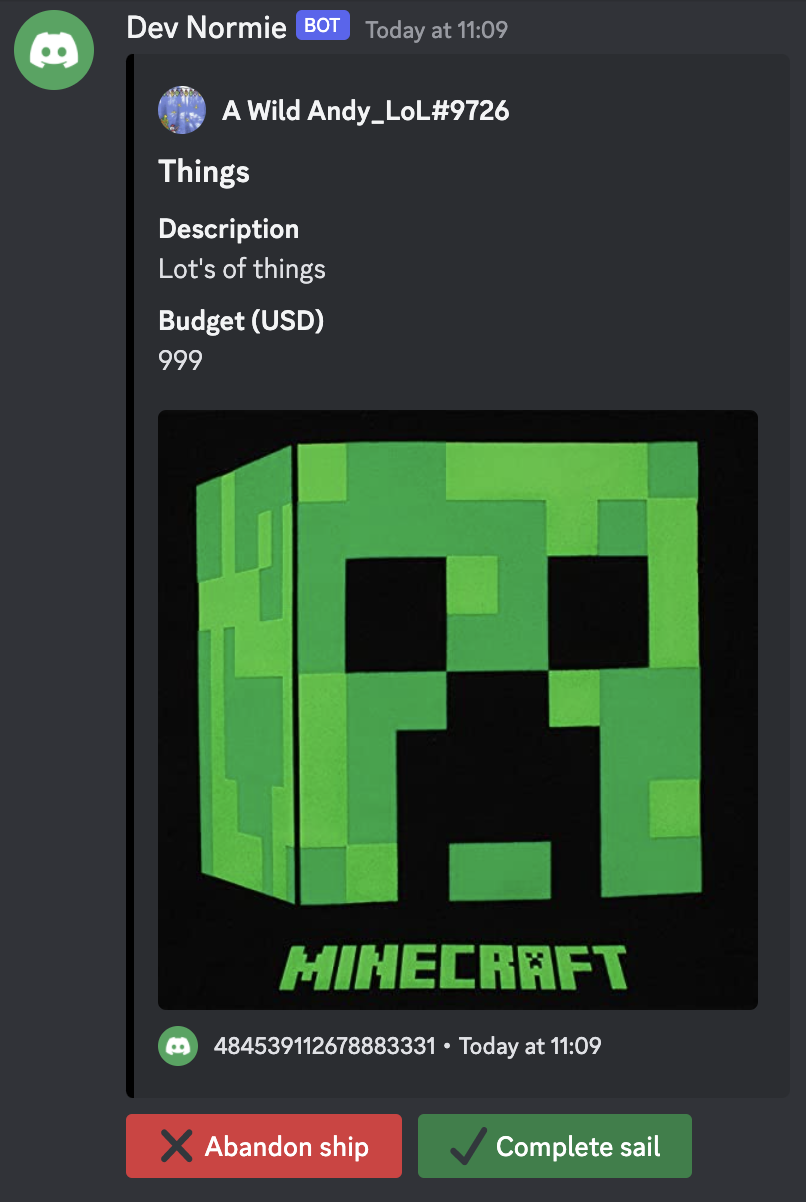 Dev Normie BOT Today at 11:09
A Wild Andy_LoL#9726
Things
Description
Lot's of things
Budget (USD)
999
MINECRAFT
484539112678883331 • Today at 11:09
Abandon ship
Complete sail